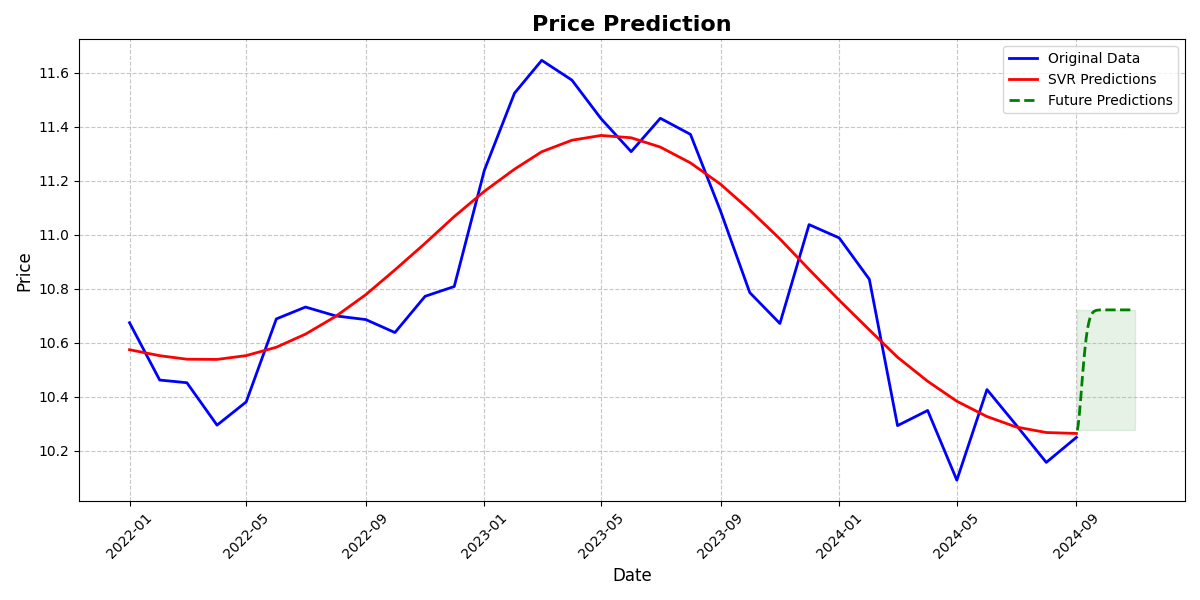 Price Prediction
Original Data
SVR Predictions
Future Predictions
Price
11.6
11.4
11.2
11.0
10.8
10.6
10.4
10.2
2022-01
2022-05
2022-09
2023-01
2023-05
2023-09
2024-01
2024-05
2024-09
Date